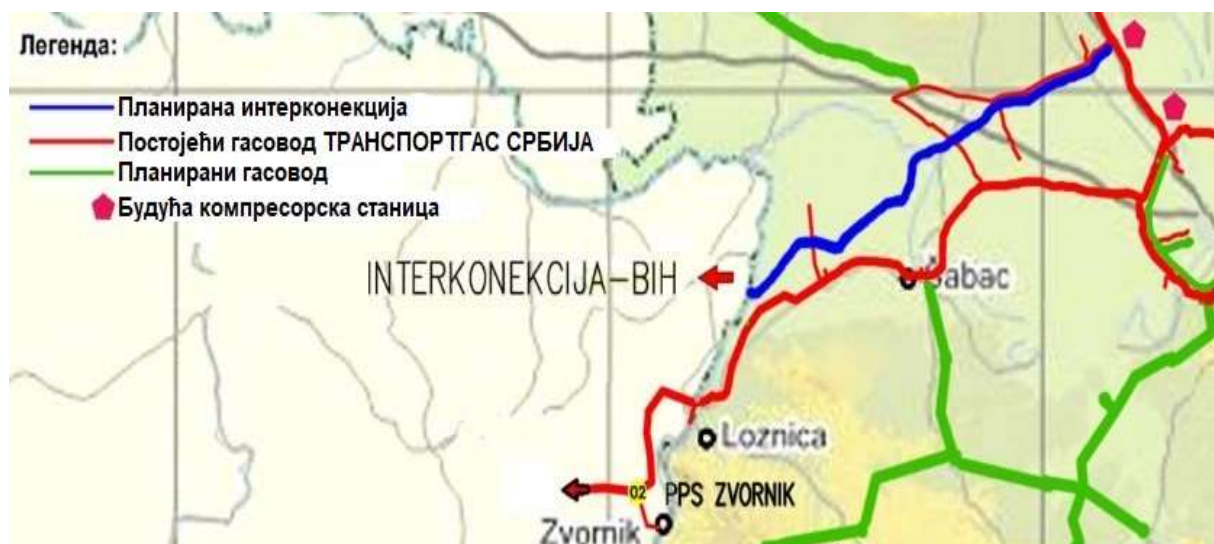 Легенда:
Планирана интерконекција
Постојећи гасовод ТРАНСПОРТГАС СРБИЈА
Планирани гасовод
Будућа компресорска станица
INTERKONEKCIJA-BIH
Šabac
Loznica
02 PPS ZVORNIK
Zvornik